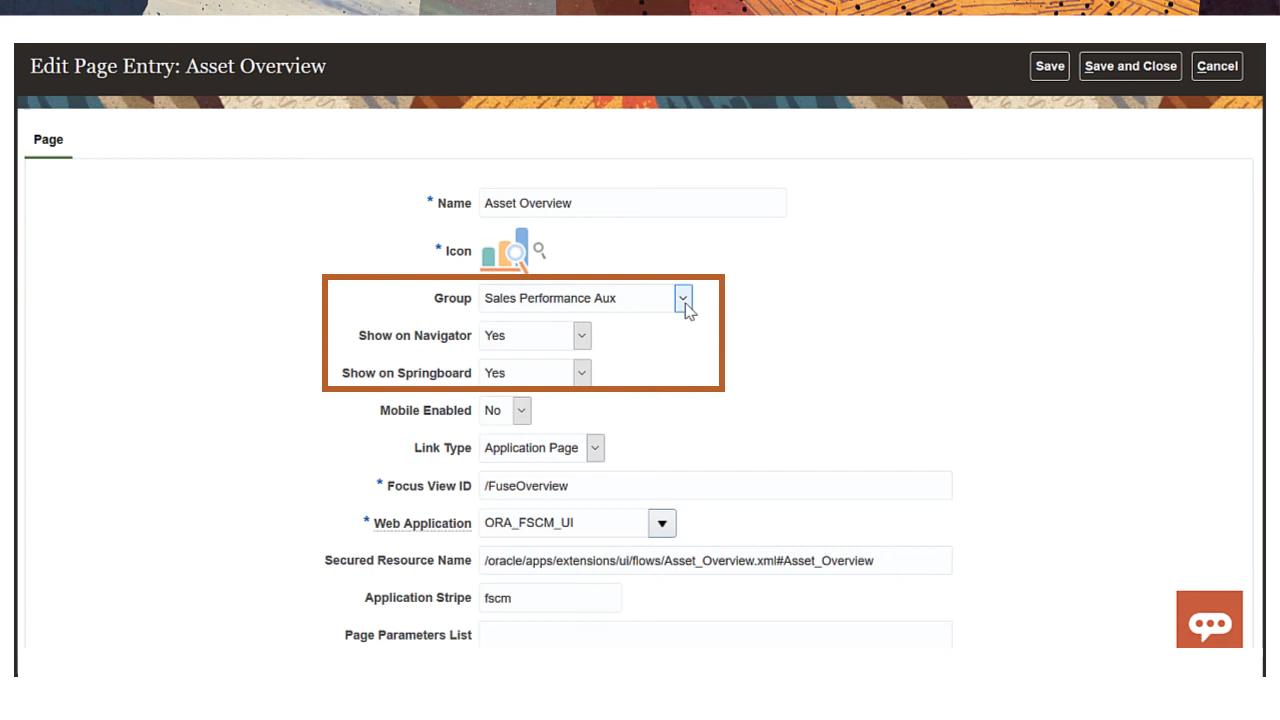 Edit Page Entry: Asset Overview
Save Save and Close Cancel
Page
* Name Asset Overview
* Icon
Group Sales Performance Aux
Show on Navigator Yes
Show on Springboard Yes
Mobile Enabled No
Link Type Application Page
* Focus View ID /FuseOverview
* Web Application ORA_FSCM_UI
Secured Resource Name /oracle/apps/extensions/ui/flows/Asset_Overview.xml#Asset_Overview
Application Stripe fscm
Page Parameters List